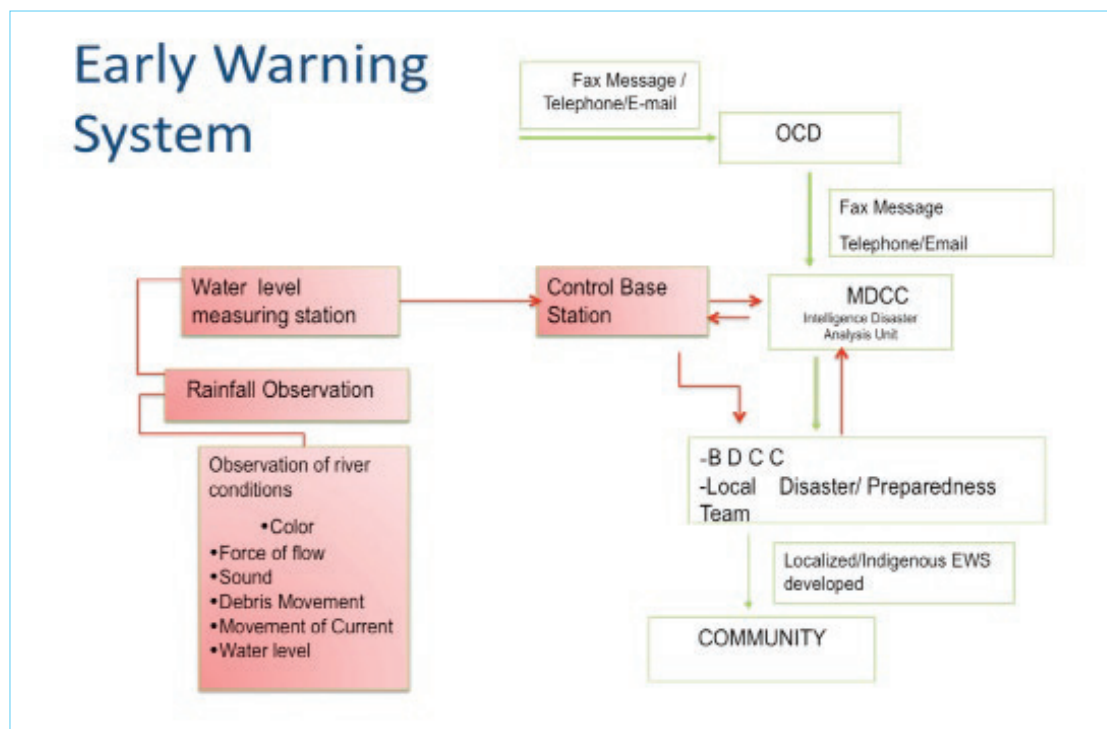 Early Warning
System
Fax Message /
Telephone/E-mail
OCD
Fax Message
Telephone/Email
Water level
measuring station
Control Base
Station
MDCC
Intelligence Disaster
Analysis Unit
Rainfall Observation
Observation of river
conditions
•Color
•Force of flow
•Sound
•Debris Movement
•Movement of Current
•Water level
-B D C C
-Local Disaster/ Preparedness
Team
Localized/Indigenous EWS
developed
COMMUNITY